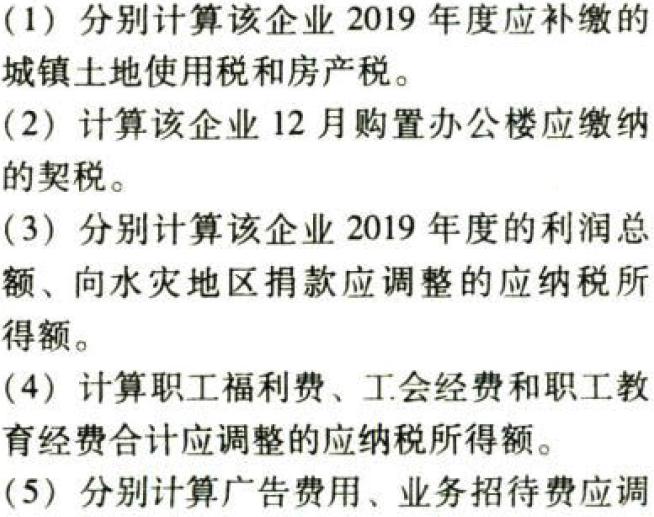 (1) 分别计算该企业 2019 年度应补缴的
城镇土地使用税和房产税。
(2) 计算该企业 12 月购置办公楼应缴纳
的契税。
(3) 分别计算该企业 2019 年度的利润总
额、向水灾地区捐款应调整的应纳税所
得额。
(4) 计算职工福利费、工会经费和职工教
育经费合计应调整的应纳税所得额。
(5) 分别计算广告费用、业务招待费应调